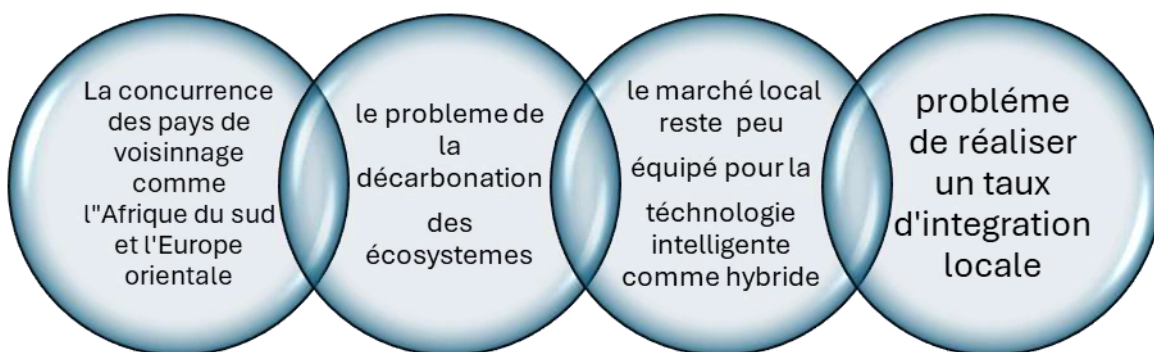 La concurrence
des pays de
voisinnage
comme
l"Afrique du sud
et l'Europe
orientale
le probleme de
la
décarbonation
des
écosystemes
le marché local
reste peu
équipé pour la
téchnologie
intelligente
comme hybride
probléme
de réaliser
un taux
d'integration
locale